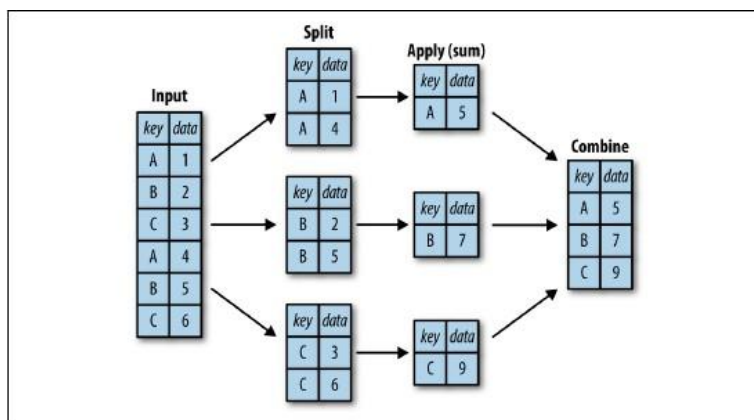 Input
key data
A 1
B 2
C 3
A 4
B 5
C 6
Split
key data
A 1
A 4
key data
B 2
B 5
key data
C 3
C 6
Apply (sum)
key data
A 5
key data
B 7
key data
C 9
Combine
key data
A 5
B 7
C 9